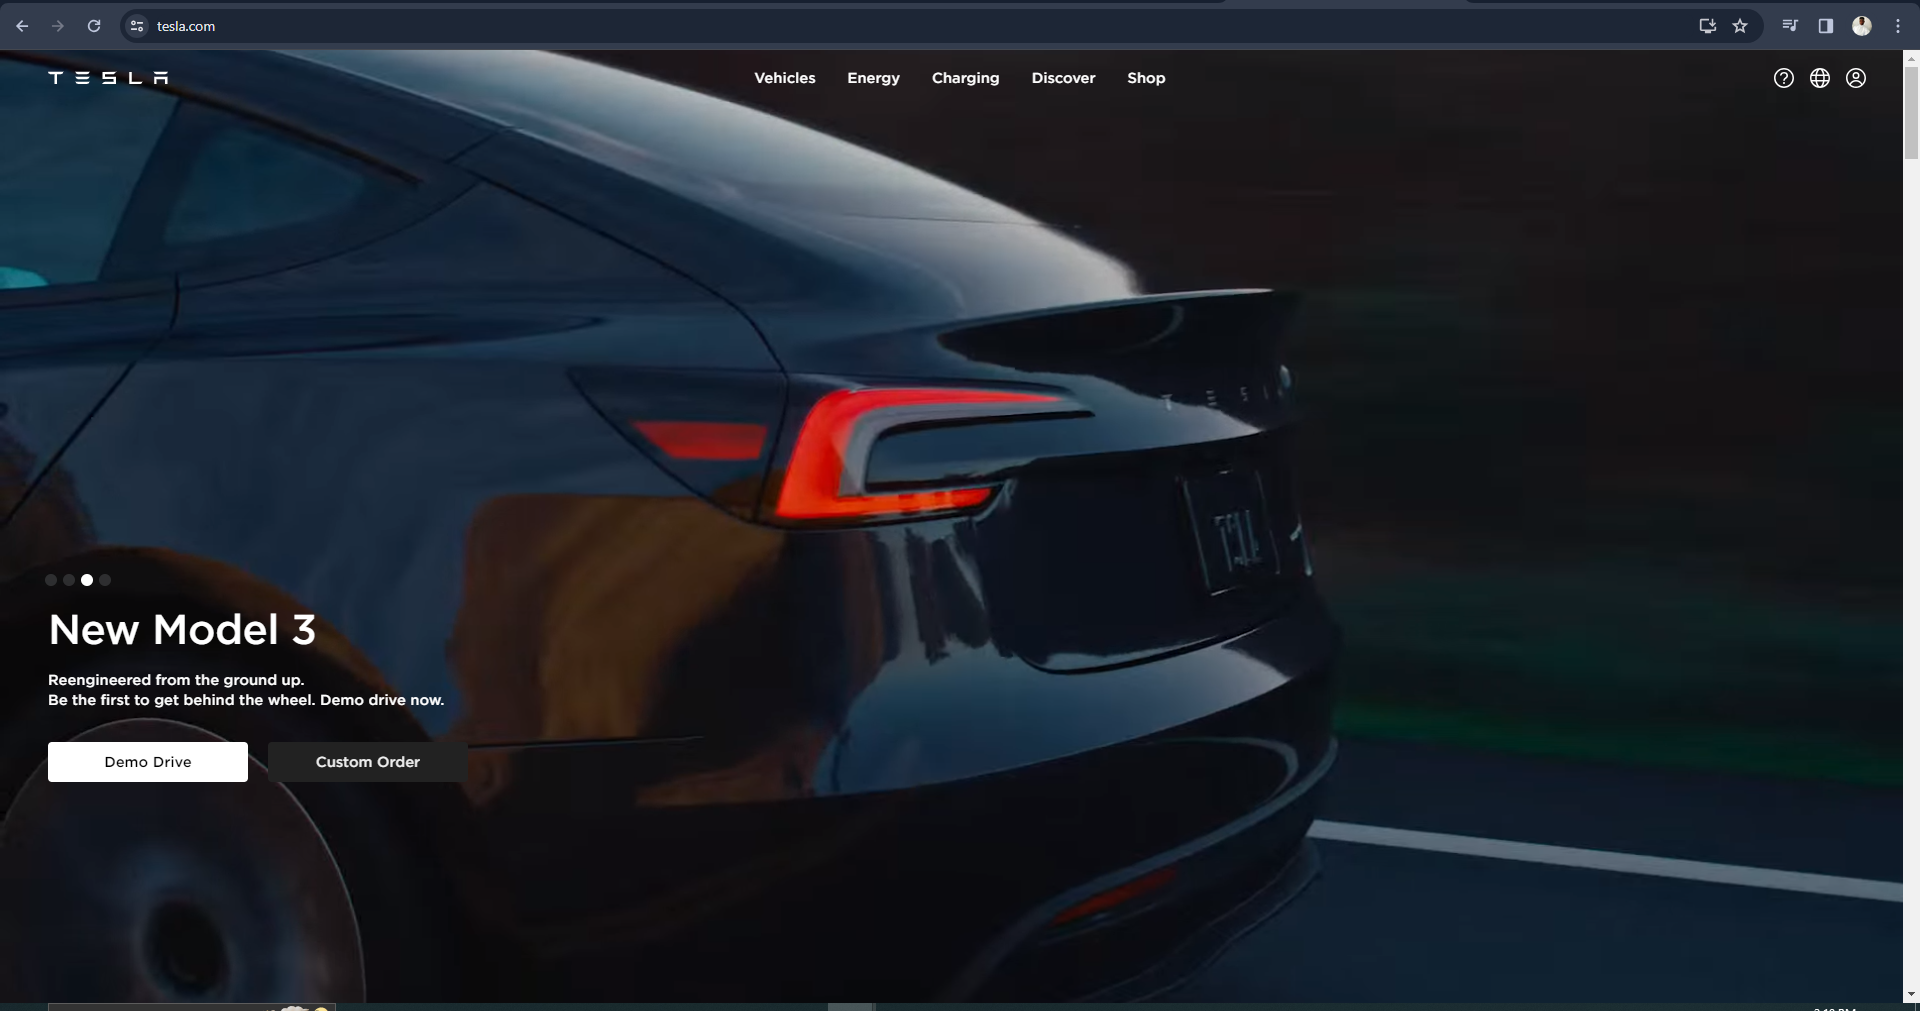 tesla.com
TESLA
Vehicles Energy Charging Discover Shop
New Model 3
Reengineered from the ground up.
Be the first to get behind the wheel. Demo drive now.
Demo Drive
Custom Order